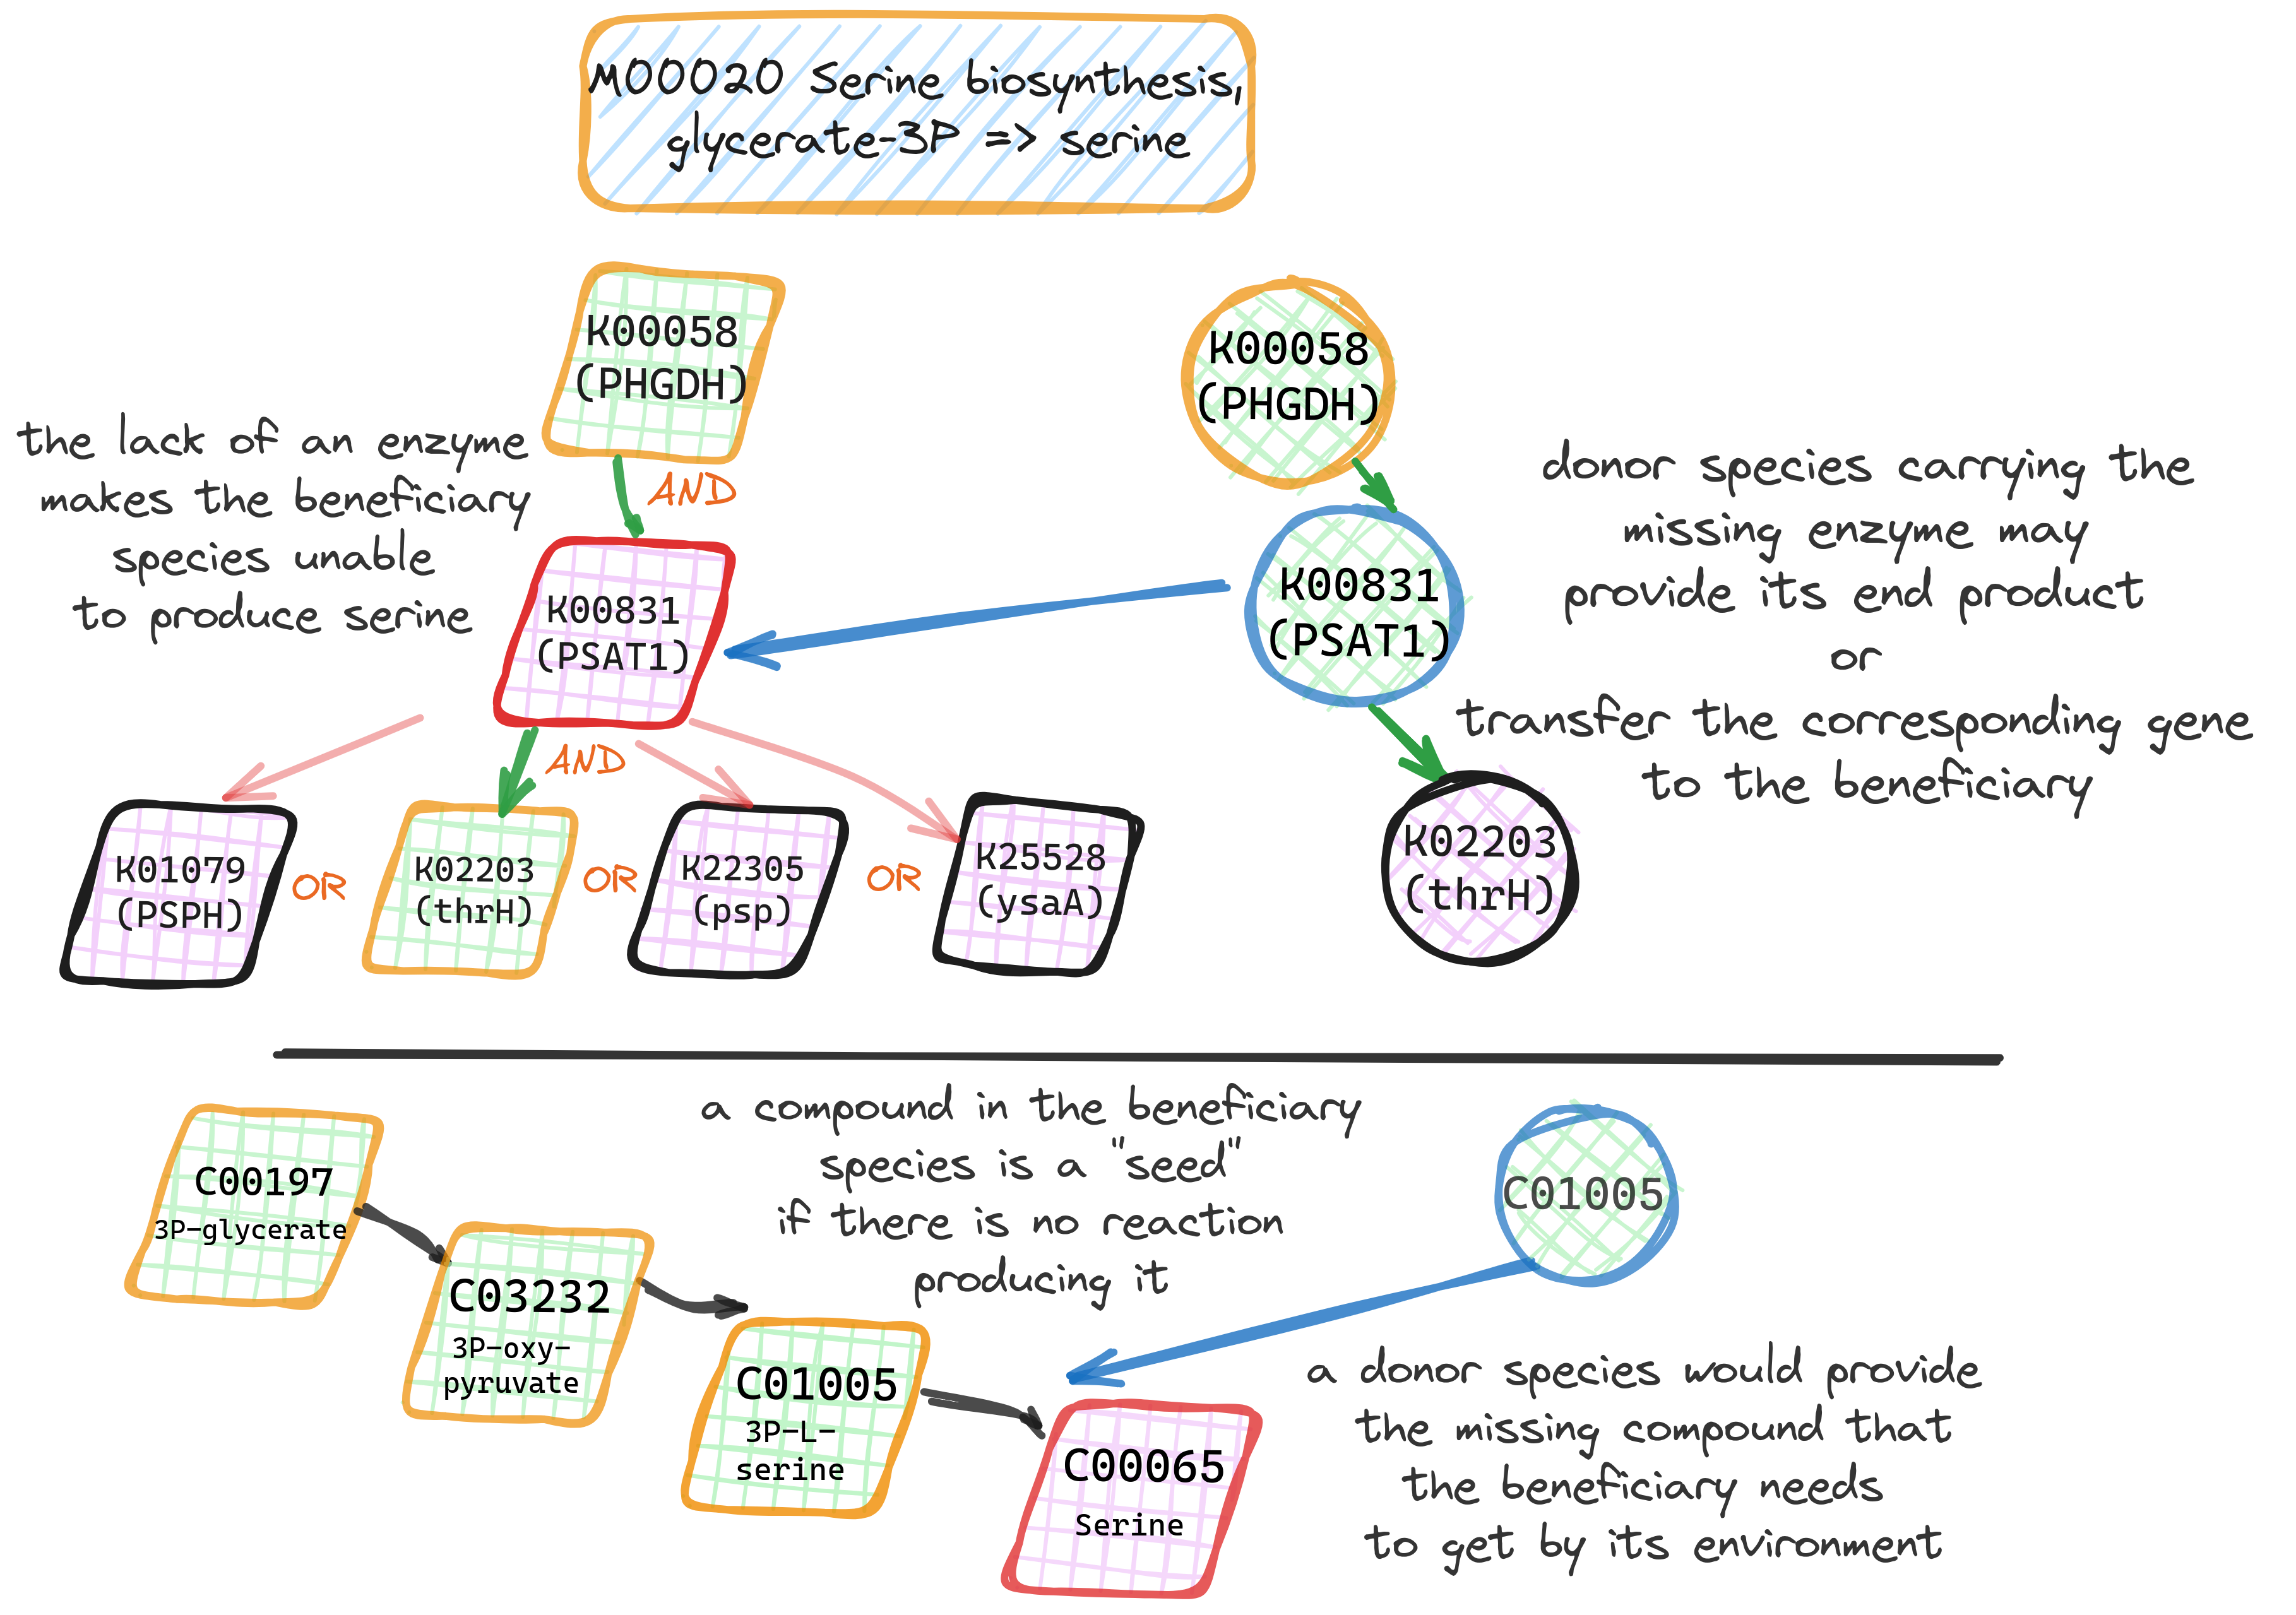 M00020 Serine biosynthesis,
glycerate-3P => serine
K00058
(PHGDH)
K00058
(PHGDH)
the lack of an enzyme
makes the beneficiary
species unable
to produce serine
AND
donor species carrying the
missing enzyme may
provide its end product
or
transfer the corresponding gene
to the beneficiary
K00831
(PSAT1)
K00831
(PSAT1)
AND
K01079
(PSPH)
OR
K02203
(thrH)
OR
K22305
(psp)
OR
K25528
(ysaA)
K02203
(thrH)
a compound in the beneficiary
species is a "seed"
if there is no reaction
producing it
C00197
3P-glycerate
C03232
3P-oxy-
pyruvate
C01005
3P-L-
serine
C00065
Serine
C01005
a donor species would provide
the missing compound that
the beneficiary needs
to get by its environment